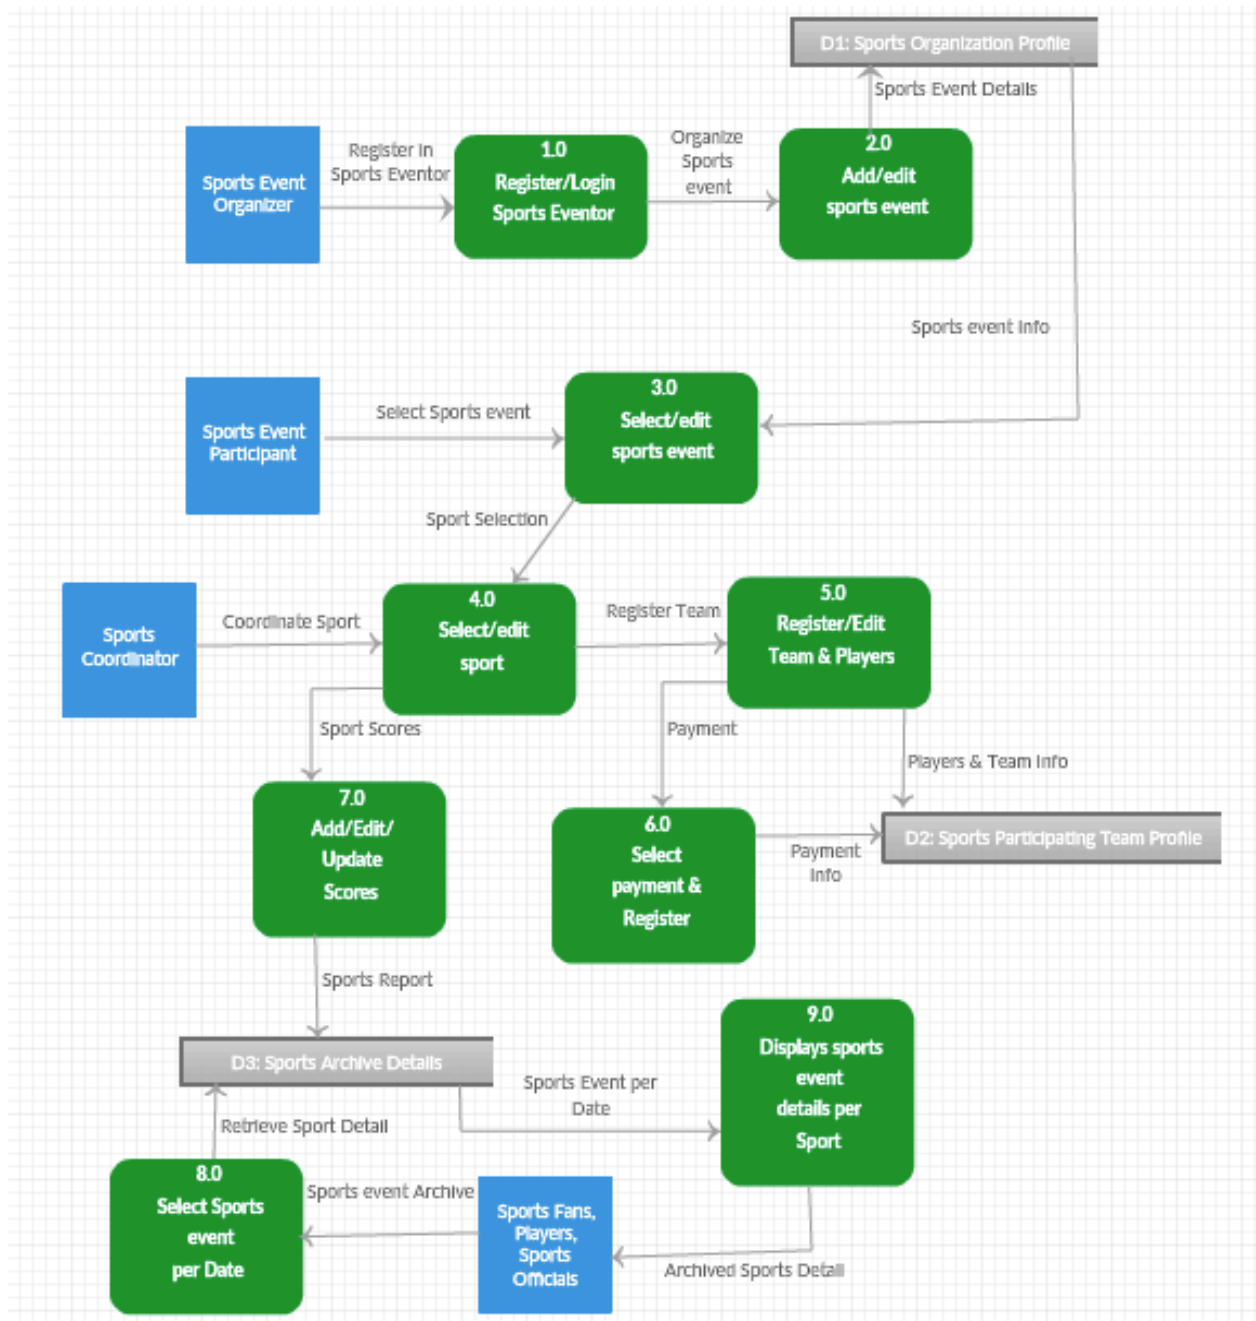 D1: Sports Organization Profile
Sports Event Details
Sports Event
Organizer
Register in
Sports Eventor
1.0
Register/Login
Sports Eventor
Organize
Sports
event
2.0
Add/edit
sports event
Sports event Info
Sports Event
Participant
Select Sports event
3.0
Select/edit
sports event
Sport Selection
Sports
Coordinator
Coordinate Sport
4.0
Select/edit
sport
Register Team
5.0
Register/Edit
Team & Players
Sport Scores
Payment
Players & Team Info
7.0
Add/Edit/
Update
Scores
6.0
Select
payment &
Register
Payment
Info
D2: Sports Participating Team Profile
Sports Report
D3: Sports Archive Details
Sports Event per
Date
9.0
Displays sports
event
details per
Sport
Retrieve Sport Detail
8.0
Select Sports
event
per Date
Sports event Archive
Sports Fans,
Players,
Sports
Officials
Archived Sports Detail